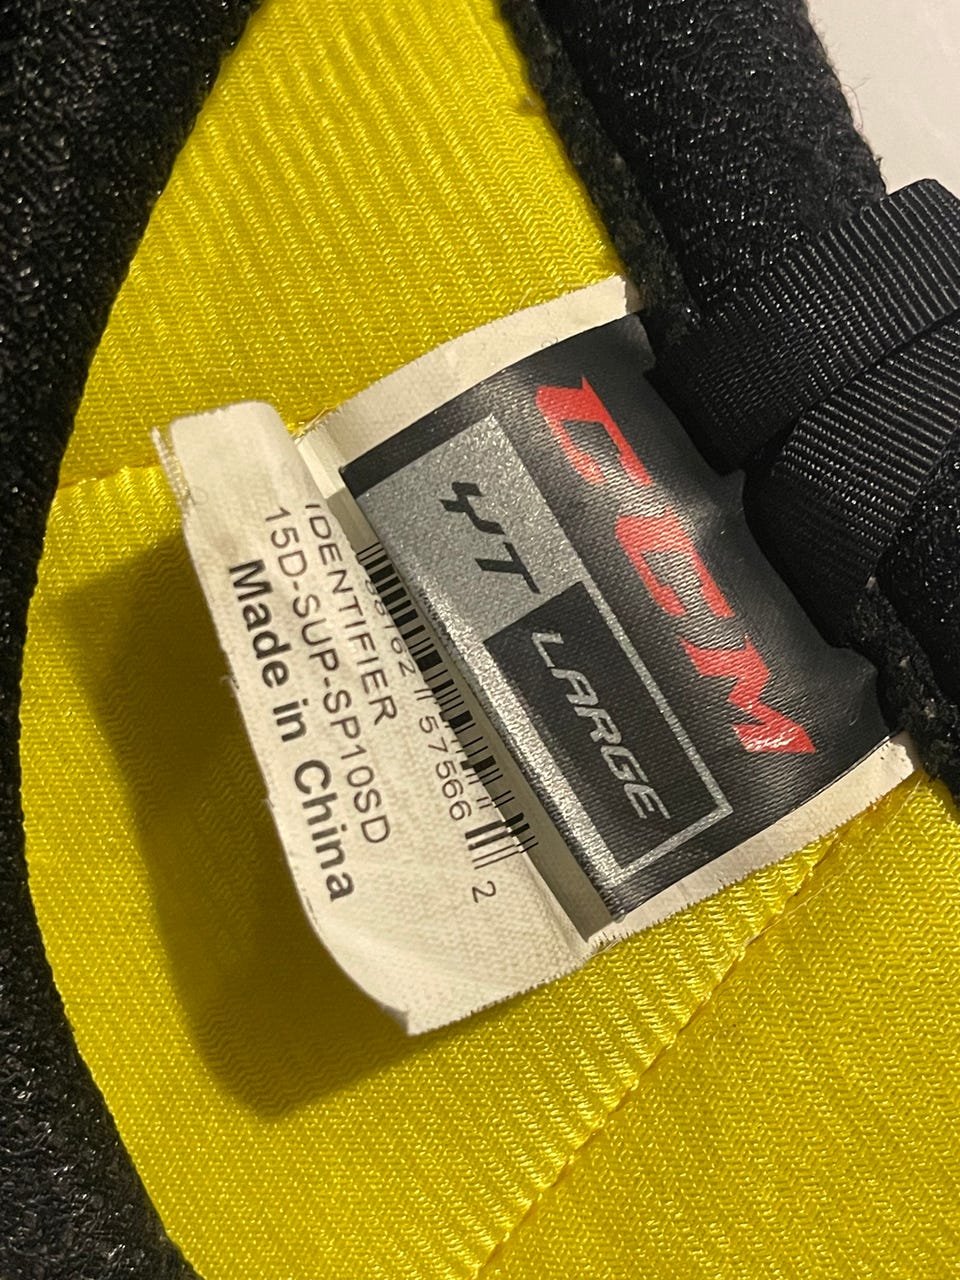 CCM
YT
LARGE
57566 2
IDENTIFIER
15D-SUP-SP10SD
Made in China